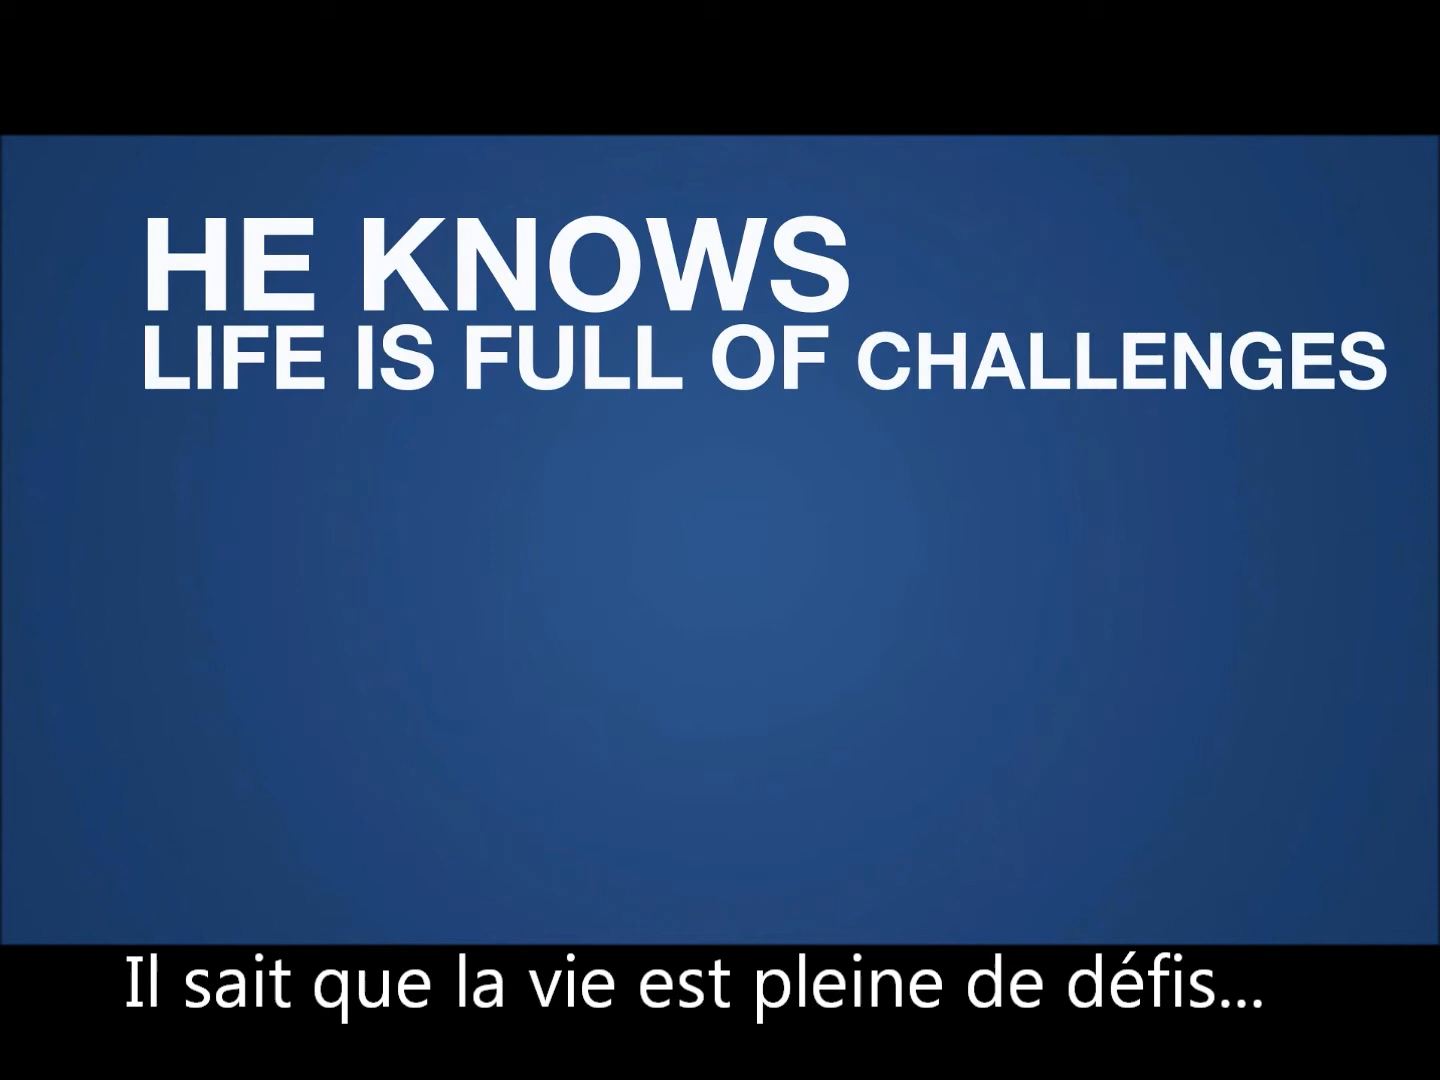 HE KNOWS
LIFE IS FULL OF CHALLENGES
Il sait que la vie est pleine de défis...